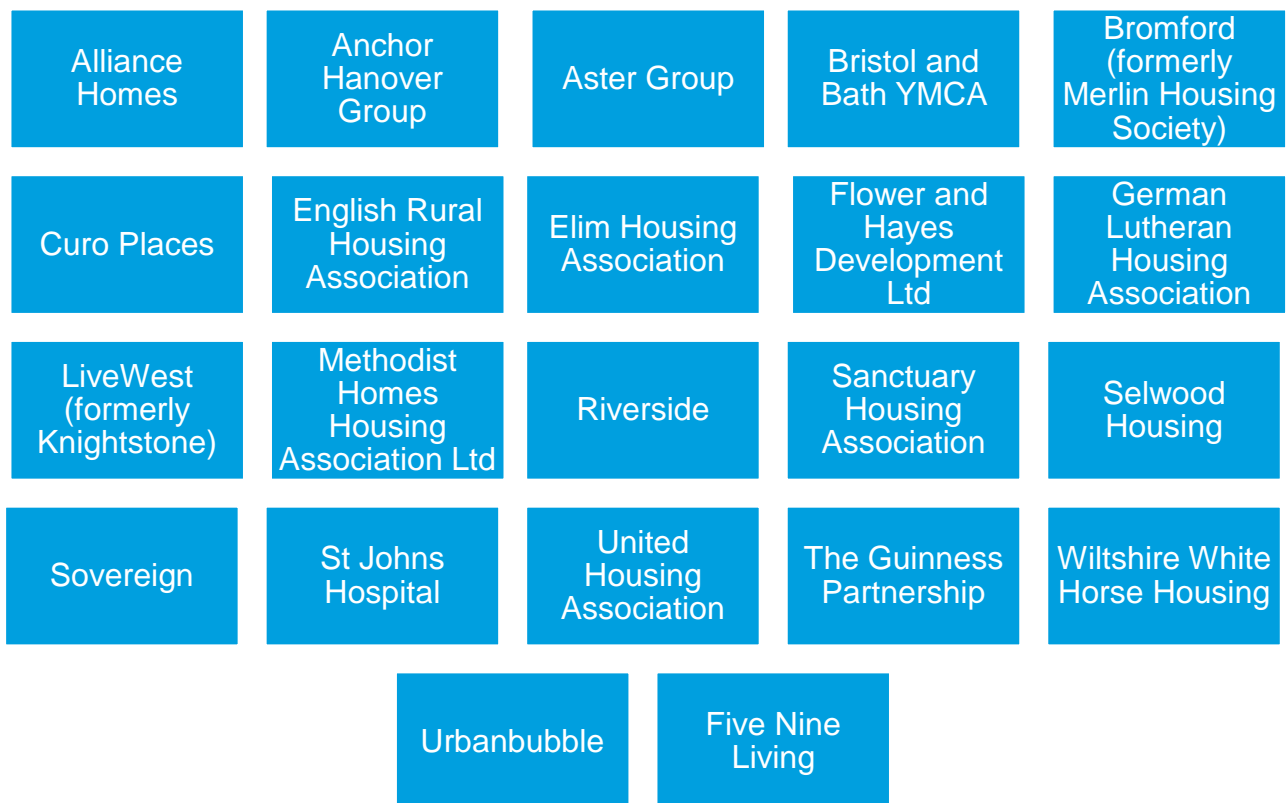 Alliance
Homes
Anchor
Hanover
Group
Aster Group
Bristol and
Bath YMCA
Bromford
(formerly
Merlin Housing
Society)
Curo Places
English Rural
Housing
Association
Elim Housing
Association
Flower and
Hayes
Development
Ltd
German
Lutheran
Housing
Association
LiveWest
(formerly
Knightstone)
Methodist
Homes
Housing
Association Ltd
Riverside
Sanctuary
Housing
Association
Selwood
Housing
Sovereign
St Johns
Hospital
United
Housing
Association
The Guinness
Partnership
Wiltshire White
Horse Housing
Urbanbubble
Five Nine
Living